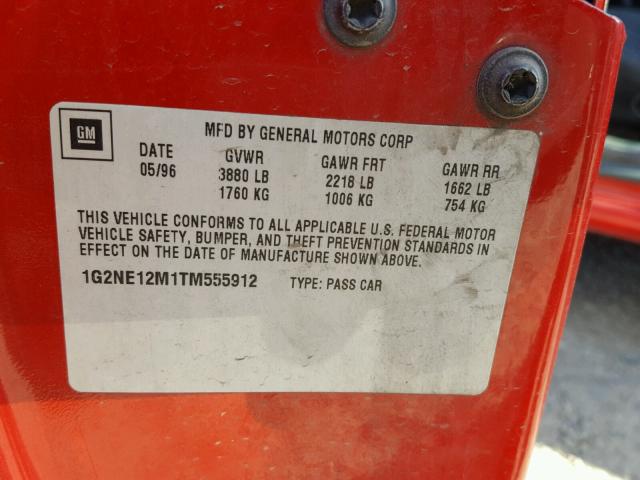 GM
MFD BY GENERAL MOTORS CORP
DATE GVWR GAWR FRT GAWR RR
05/96 3880 LB 2218 LB 1662 LB
1760 KG 1006 KG 754 KG
THIS VEHICLE CONFORMS TO ALL APPLICABLE U.S. FEDERAL MOTOR
VEHICLE SAFETY, BUMPER, AND THEFT PREVENTION STANDARDS IN
EFFECT ON THE DATE OF MANUFACTURE SHOWN ABOVE.
1G2NE12M1TM555912 TYPE: PASS CAR